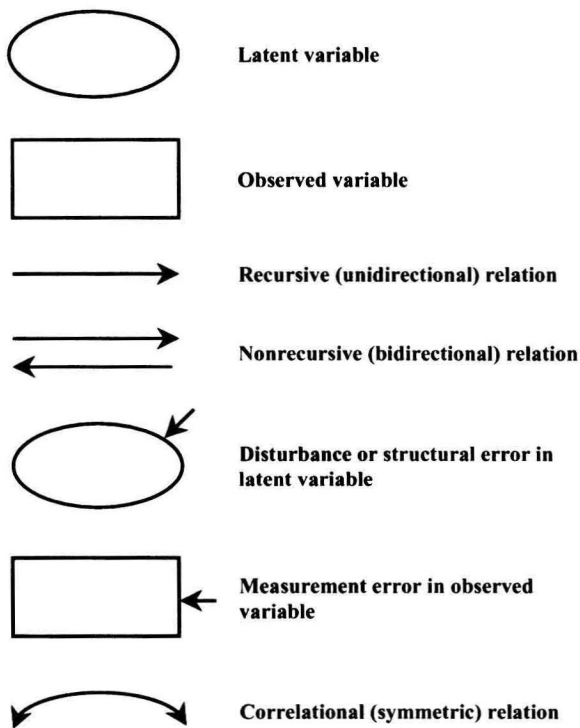 Latent variable
Observed variable
Recursive (unidirectional) relation
Nonrecursive (bidirectional) relation
Disturbance or structural error in
latent variable
Measurement error in observed
variable
Correlational (symmetric) relation